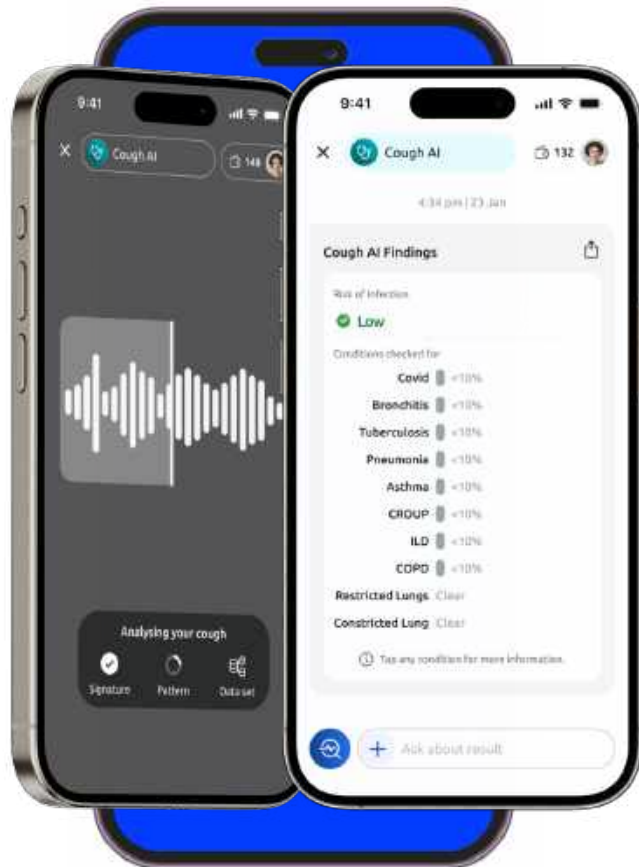 9:41
Cough AI
148
Analysing your cough
Signature
Pattern
Data set
9:41
Cough AI
132
4:34 pm | 23 Jan
Cough AI Findings
Risk of Infection
Low
Conditions checked for
Covid <10%
Bronchitis <10%
Tuberculosis <10%
Pneumonia <10%
Asthma <10%
CROUP <10%
ILD <10%
COPD <10%
Restricted Lungs Clear
Constricted Lung Clear
Tap any condition for more information.
Ask about result